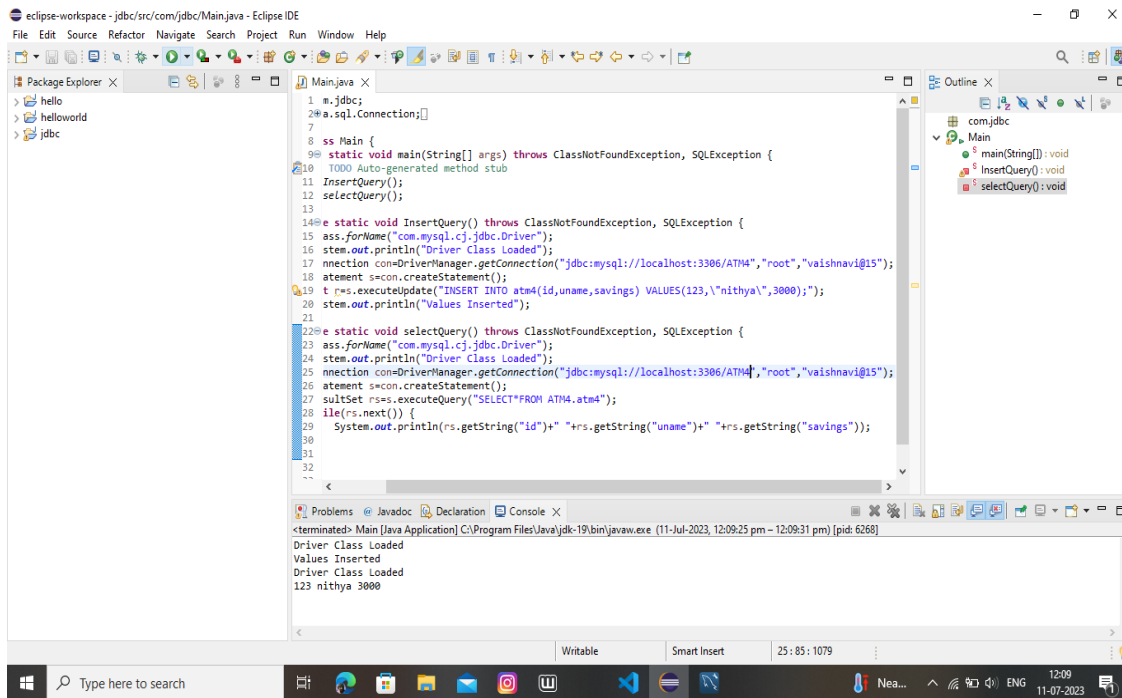 eclipse-workspace - jdbc/src/com/jdbc/Main.java - Eclipse IDE
File Edit Source Refactor Navigate Search Project Run Window Help
Package Explorer
hello
helloworld
jdbc
Main.java
1 m.jdbc;
2 a.sql.Connection;
7
8 ss Main {
9 static void main(String[] args) throws ClassNotFoundException, SQLException {
10 TODO Auto-generated method stub
11 InsertQuery();
12 selectQuery();
13
14 e static void InsertQuery() throws ClassNotFoundException, SQLException {
15 ass.forName("com.mysql.cj.jdbc.Driver");
16 stem.out.println("Driver Class Loaded");
17 nnection con=DriverManager.getConnection("jdbc:mysql://localhost:3306/ATM4","root","vaishnavi@15");
18 atement s=con.createStatement();
19 t r=s.executeUpdate("INSERT INTO atm4(id,uname,savings) VALUES(123,\"nithya\",3000);");
20 stem.out.println("Values Inserted");
21
22 e static void selectQuery() throws ClassNotFoundException, SQLException {
23 ass.forName("com.mysql.cj.jdbc.Driver");
24 stem.out.println("Driver Class Loaded");
25 nnection con=DriverManager.getConnection("jdbc:mysql://localhost:3306/ATM4","root","vaishnavi@15");
26 atement s=con.createStatement();
27 sultSet rs=s.executeQuery("SELECT*FROM ATM4.atm4");
28 ile(rs.next()) {
29 System.out.println(rs.getString("id")+" "+rs.getString("uname")+" "+rs.getString("savings"));
30
31
32
Outline
com.jdbc
Main
main(String[]) : void
InsertQuery() : void
selectQuery() : void
Problems @ Javadoc Declaration Console
<terminated> Main [Java Application] C:\Program Files\Java\jdk-19\bin\javaw.exe (11-Jul-2023, 12:09:25 pm – 12:09:31 pm) [pid: 6268]
Driver Class Loaded
Values Inserted
Driver Class Loaded
123 nithya 3000
Writable Smart Insert 25 : 85 : 1079
Type here to search
Nea... ENG 12:09
11-07-2023